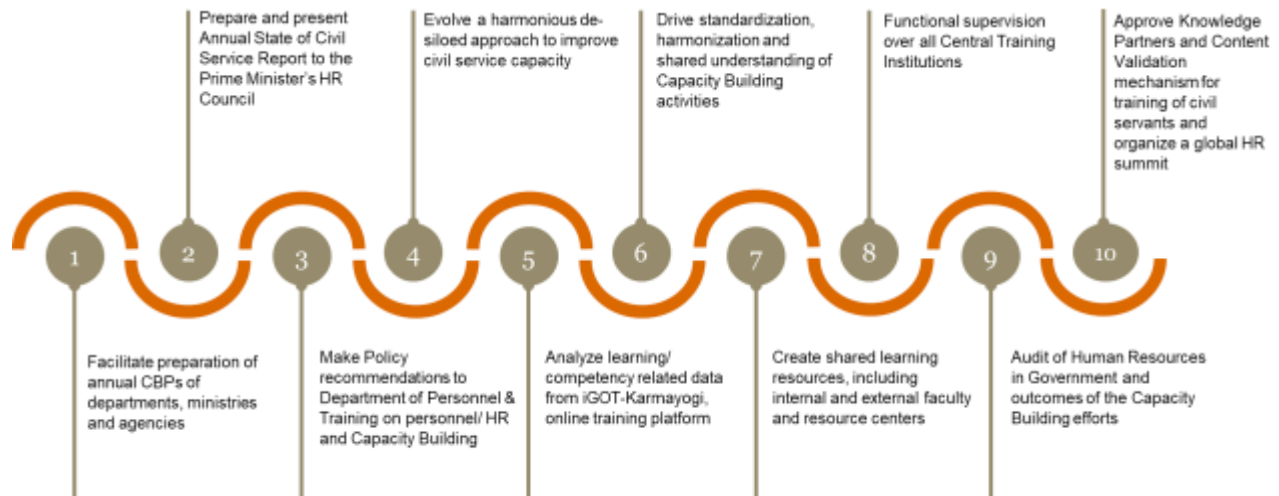 Prepare and present
Annual State of Civil
Service Report to the
Prime Minister's HR
Council
Evolve a harmonious de-
siloed approach to improve
civil service capacity
Drive standardization,
harmonization and
shared understanding of
Capacity Building
activities
Functional supervision
over all Central Training
Institutions
Approve Knowledge
Partners and Content
Validation
mechanism for
training of civil
servants and
organize a global HR
summit
1
2
3
4
5
6
7
8
9
10
Facilitate preparation of
annual CBPs of
departments, ministries
and agencies
Make Policy
recommendations to
Department of Personnel &
Training on personnel/ HR
and Capacity Building
Analyze learning/
competency related data
from iGOT-Karmayogi,
online training platform
Create shared learning
resources, including
internal and external faculty
and resource centers
Audit of Human Resources
in Government and
outcomes of the Capacity
Building efforts